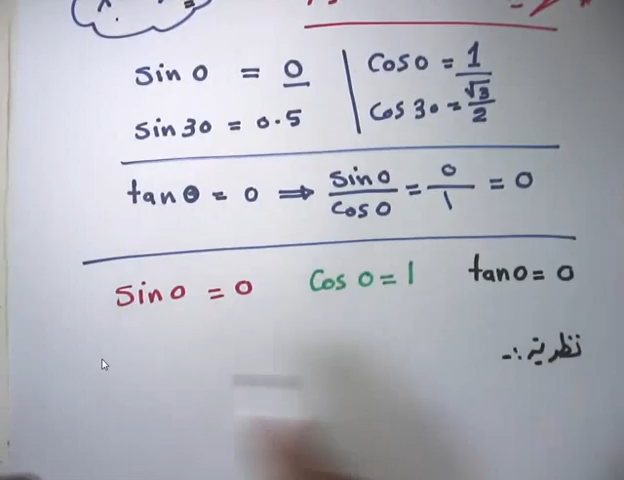 sin 0 = 0 | cos 0 = 1
sin 30 = 0.5 | cos 30 = √3/2
tan θ = 0 ⇒ sin 0 / cos 0 = 0/1 = 0
sin 0 = 0 cos 0 = 1 tan 0 = 0
نظرية :-